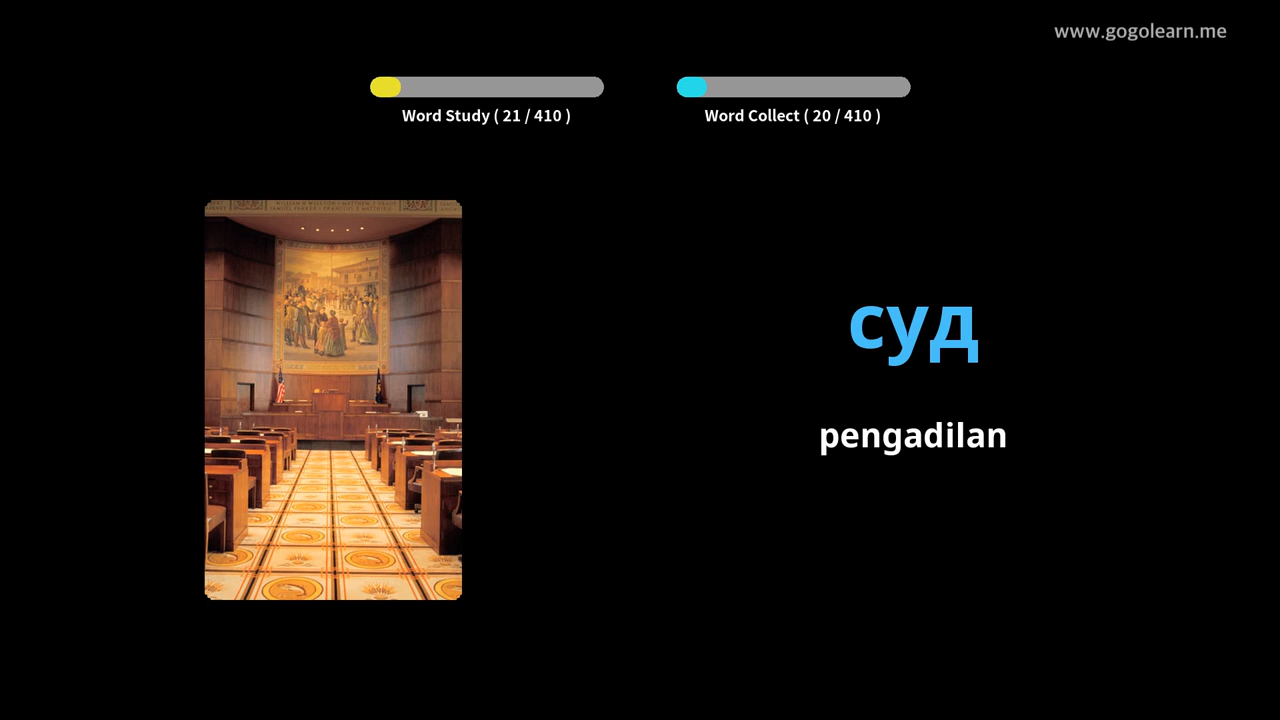 www.gogolearn.me
Word Study ( 21 / 410 )
Word Collect ( 20 / 410 )
суд
pengadilan